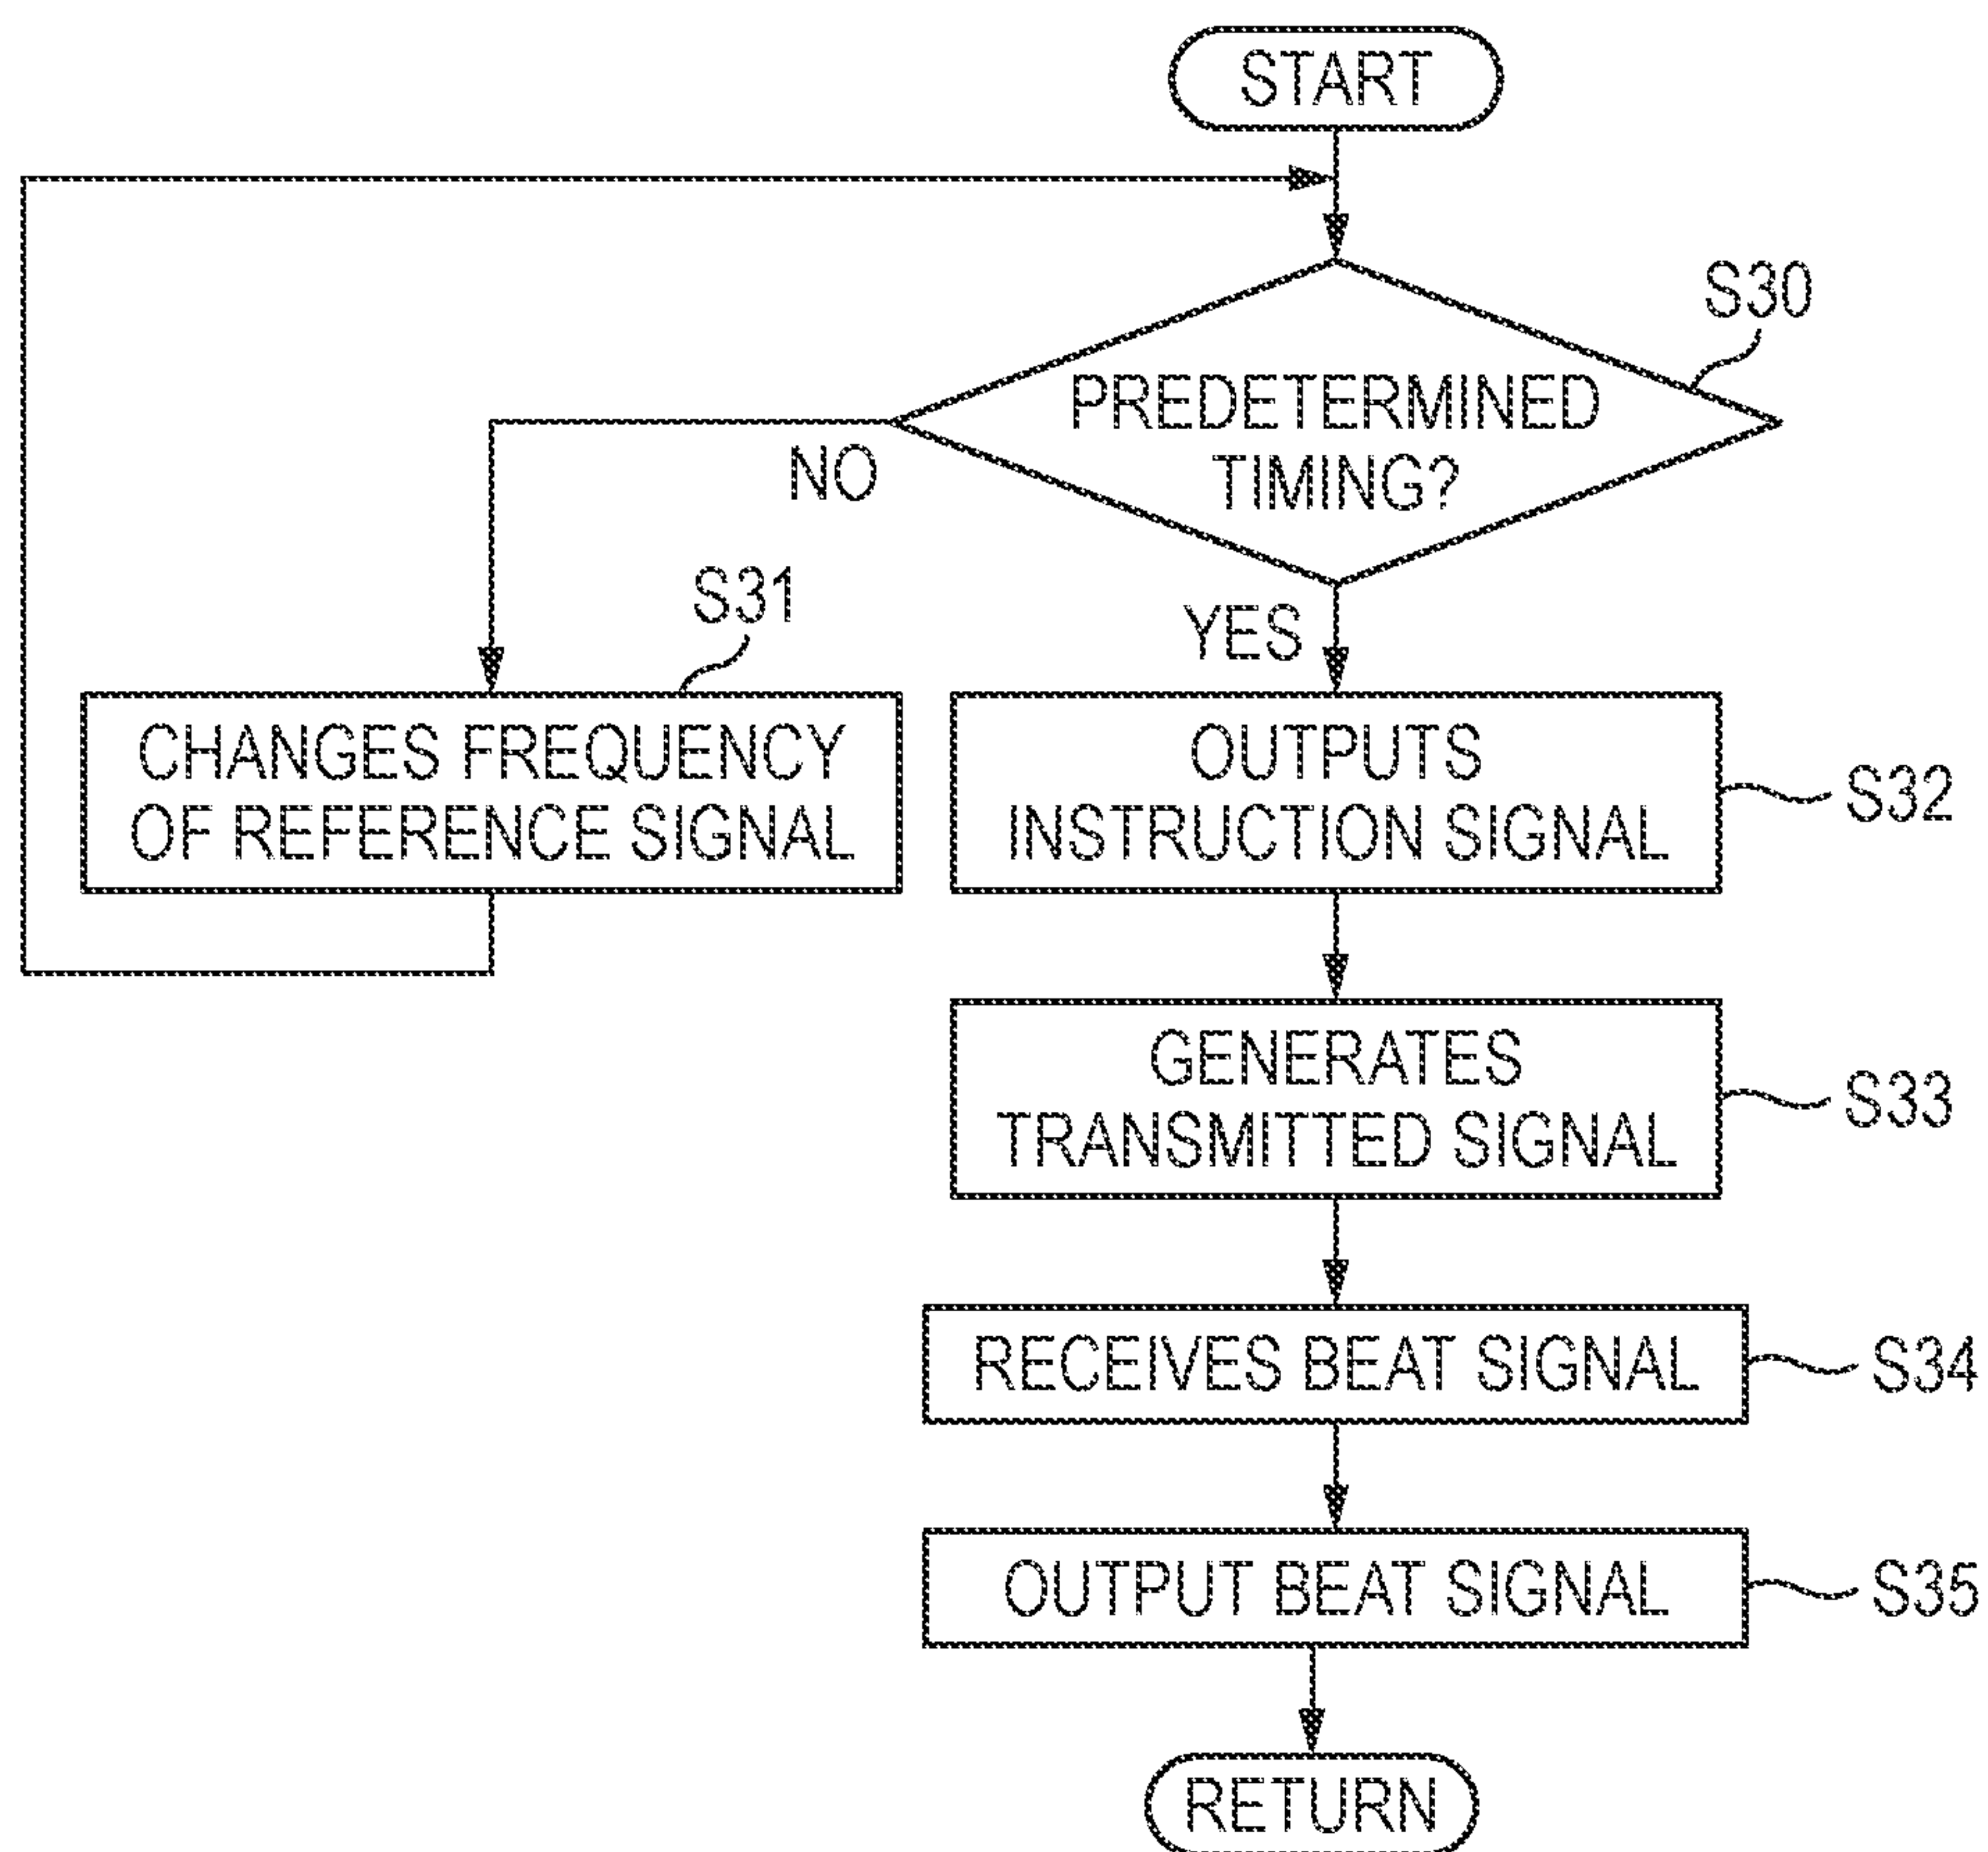 START
S30
PREDETERMINED
TIMING?
NO
YES
S31
CHANGES FREQUENCY
OF REFERENCE SIGNAL
OUTPUTS
INSTRUCTION SIGNAL
S32
GENERATES
TRANSMITTED SIGNAL
S33
RECEIVES BEAT SIGNAL
S34
OUTPUT BEAT SIGNAL
S35
RETURN